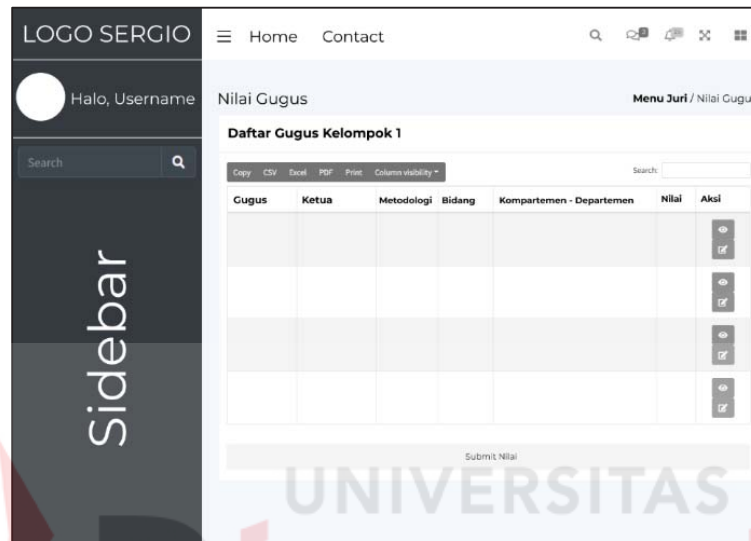 LOGO SERGIO
Home Contact
3
Halo, Username
Nilai Gugus
Menu Juri / Nilai Gugu
Daftar Gugus Kelompok 1
Search
Copy CSV Excel PDF Print Column visibility
Search:
Gugus Ketua Metodologi Bidang Kompartemen - Departemen Nilai Aksi
Sidebar
Submit Nilai
UNIVERSITAS